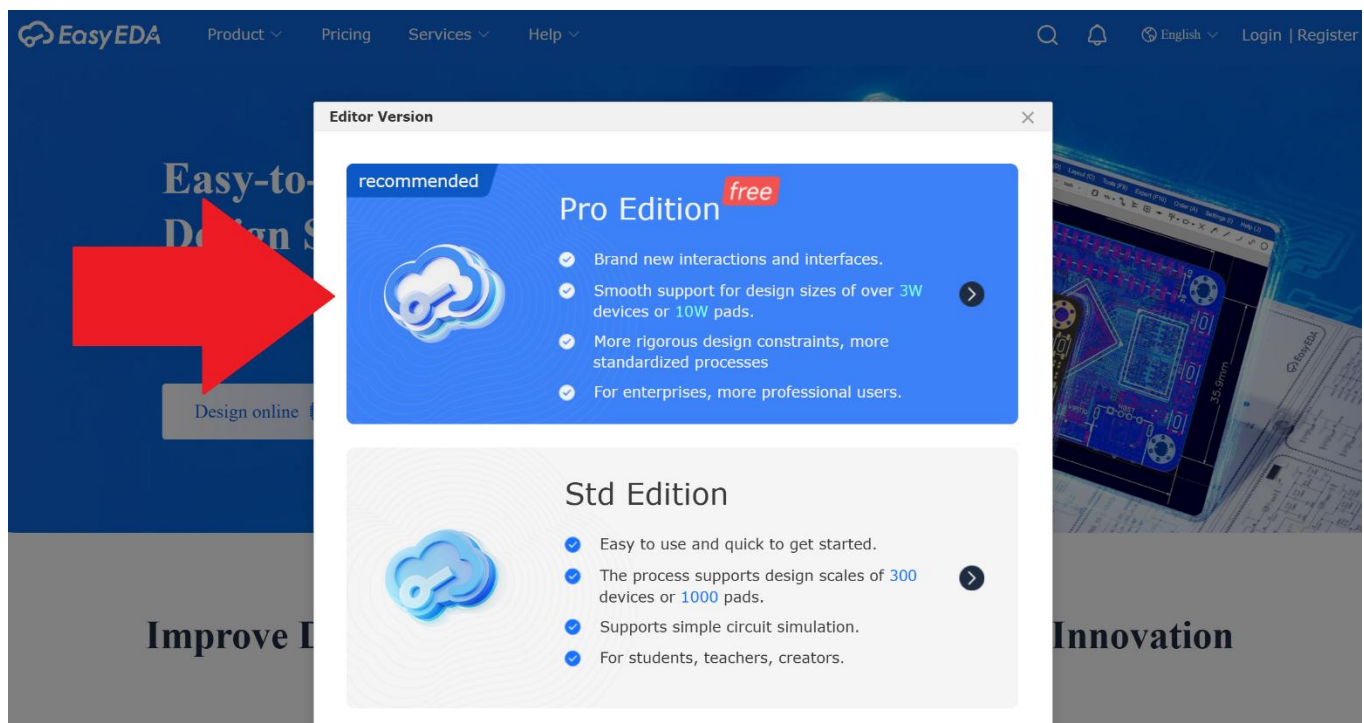 EasyEDA Product Pricing Services Help English Login | Register
Editor Version
recommended
Easy-to-
Pro Edition free
Brand new interactions and interfaces.
Smooth support for design sizes of over 3W
devices or 10W pads.
More rigorous design constraints, more
standardized processes
For enterprises, more professional users.
Design online
35.9mm
EasyEDA
Std Edition
Easy to use and quick to get started.
The process supports design scales of 300
devices or 1000 pads.
Supports simple circuit simulation.
For students, teachers, creators.
Improve
Innovation